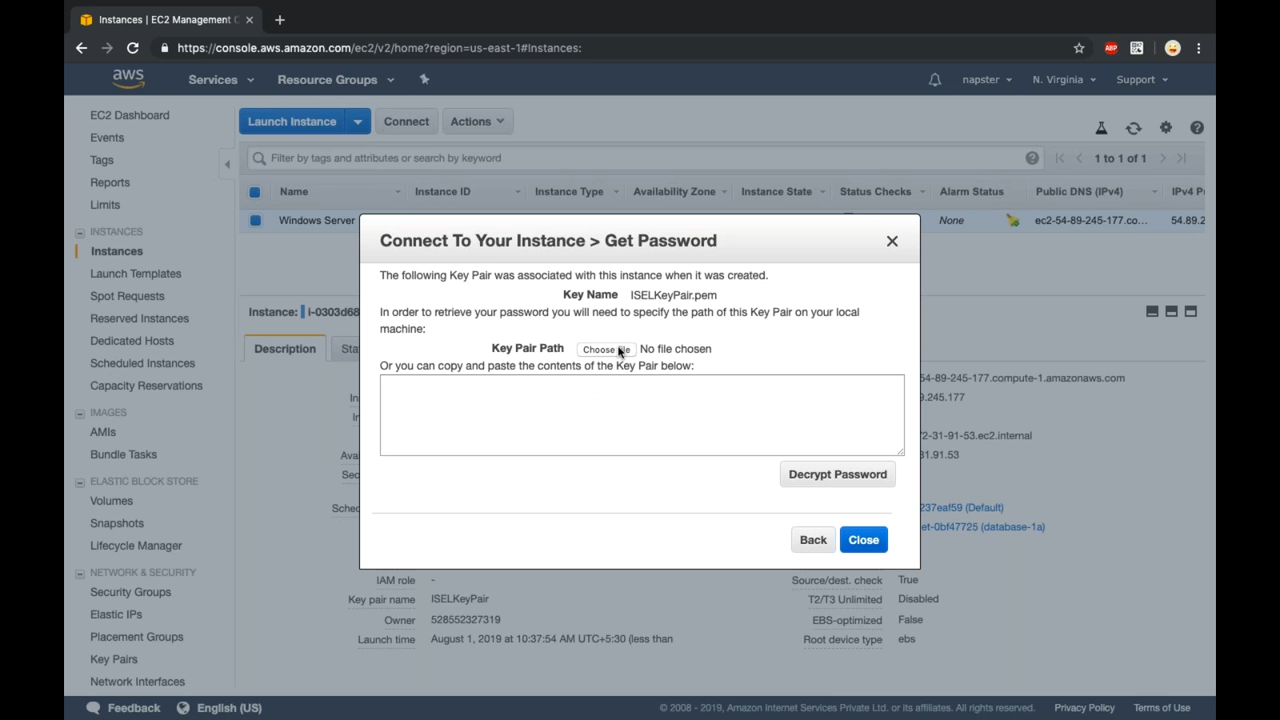 Instances | EC2 Management C
https://console.aws.amazon.com/ec2/v2/home?region=us-east-1#Instances:
ABP
aws Services Resource Groups napster N. Virginia Support
EC2 Dashboard
Events
Tags
Reports
Limits
INSTANCES
Instances
Launch Templates
Spot Requests
Reserved Instances
Dedicated Hosts
Scheduled Instances
Capacity Reservations
IMAGES
AMIs
Bundle Tasks
ELASTIC BLOCK STORE
Volumes
Snapshots
Lifecycle Manager
NETWORK & SECURITY
Security Groups
Elastic IPs
Placement Groups
Key Pairs
Network Interfaces
Launch Instance Connect Actions
Filter by tags and attributes or search by keyword 1 to 1 of 1
Name Instance ID Instance Type Availability Zone Instance State Status Checks Alarm Status Public DNS (IPv4) IPv4 P
Windows Server None ec2-54-89-245-177.co... 54.89.2
Connect To Your Instance > Get Password
The following Key Pair was associated with this instance when it was created.
Key Name ISELKeyPair.pem
In order to retrieve your password you will need to specify the path of this Key Pair on your local
machine:
Key Pair Path Choose File No file chosen
Or you can copy and paste the contents of the Key Pair below:
Decrypt Password
Back Close
Instance: i-0303d68
Description Sta
54-89-245-177.compute-1.amazonaws.com
In .245.177
In 2-31-91-53.ec2.internal
Ava 31.91.53
Sec
Sched 237eaf59 (Default)
et-0bf47725 (database-1a)
IAM role - Source/dest. check True
Key pair name ISELKeyPair T2/T3 Unlimited Disabled
Owner 528552327319 EBS-optimized False
Launch time August 1, 2019 at 10:37:54 AM UTC+5:30 (less than Root device type ebs
Feedback English (US) © 2008 - 2019, Amazon Internet Services Private Ltd. or its affiliates. All rights reserved. Privacy Policy Terms of Use